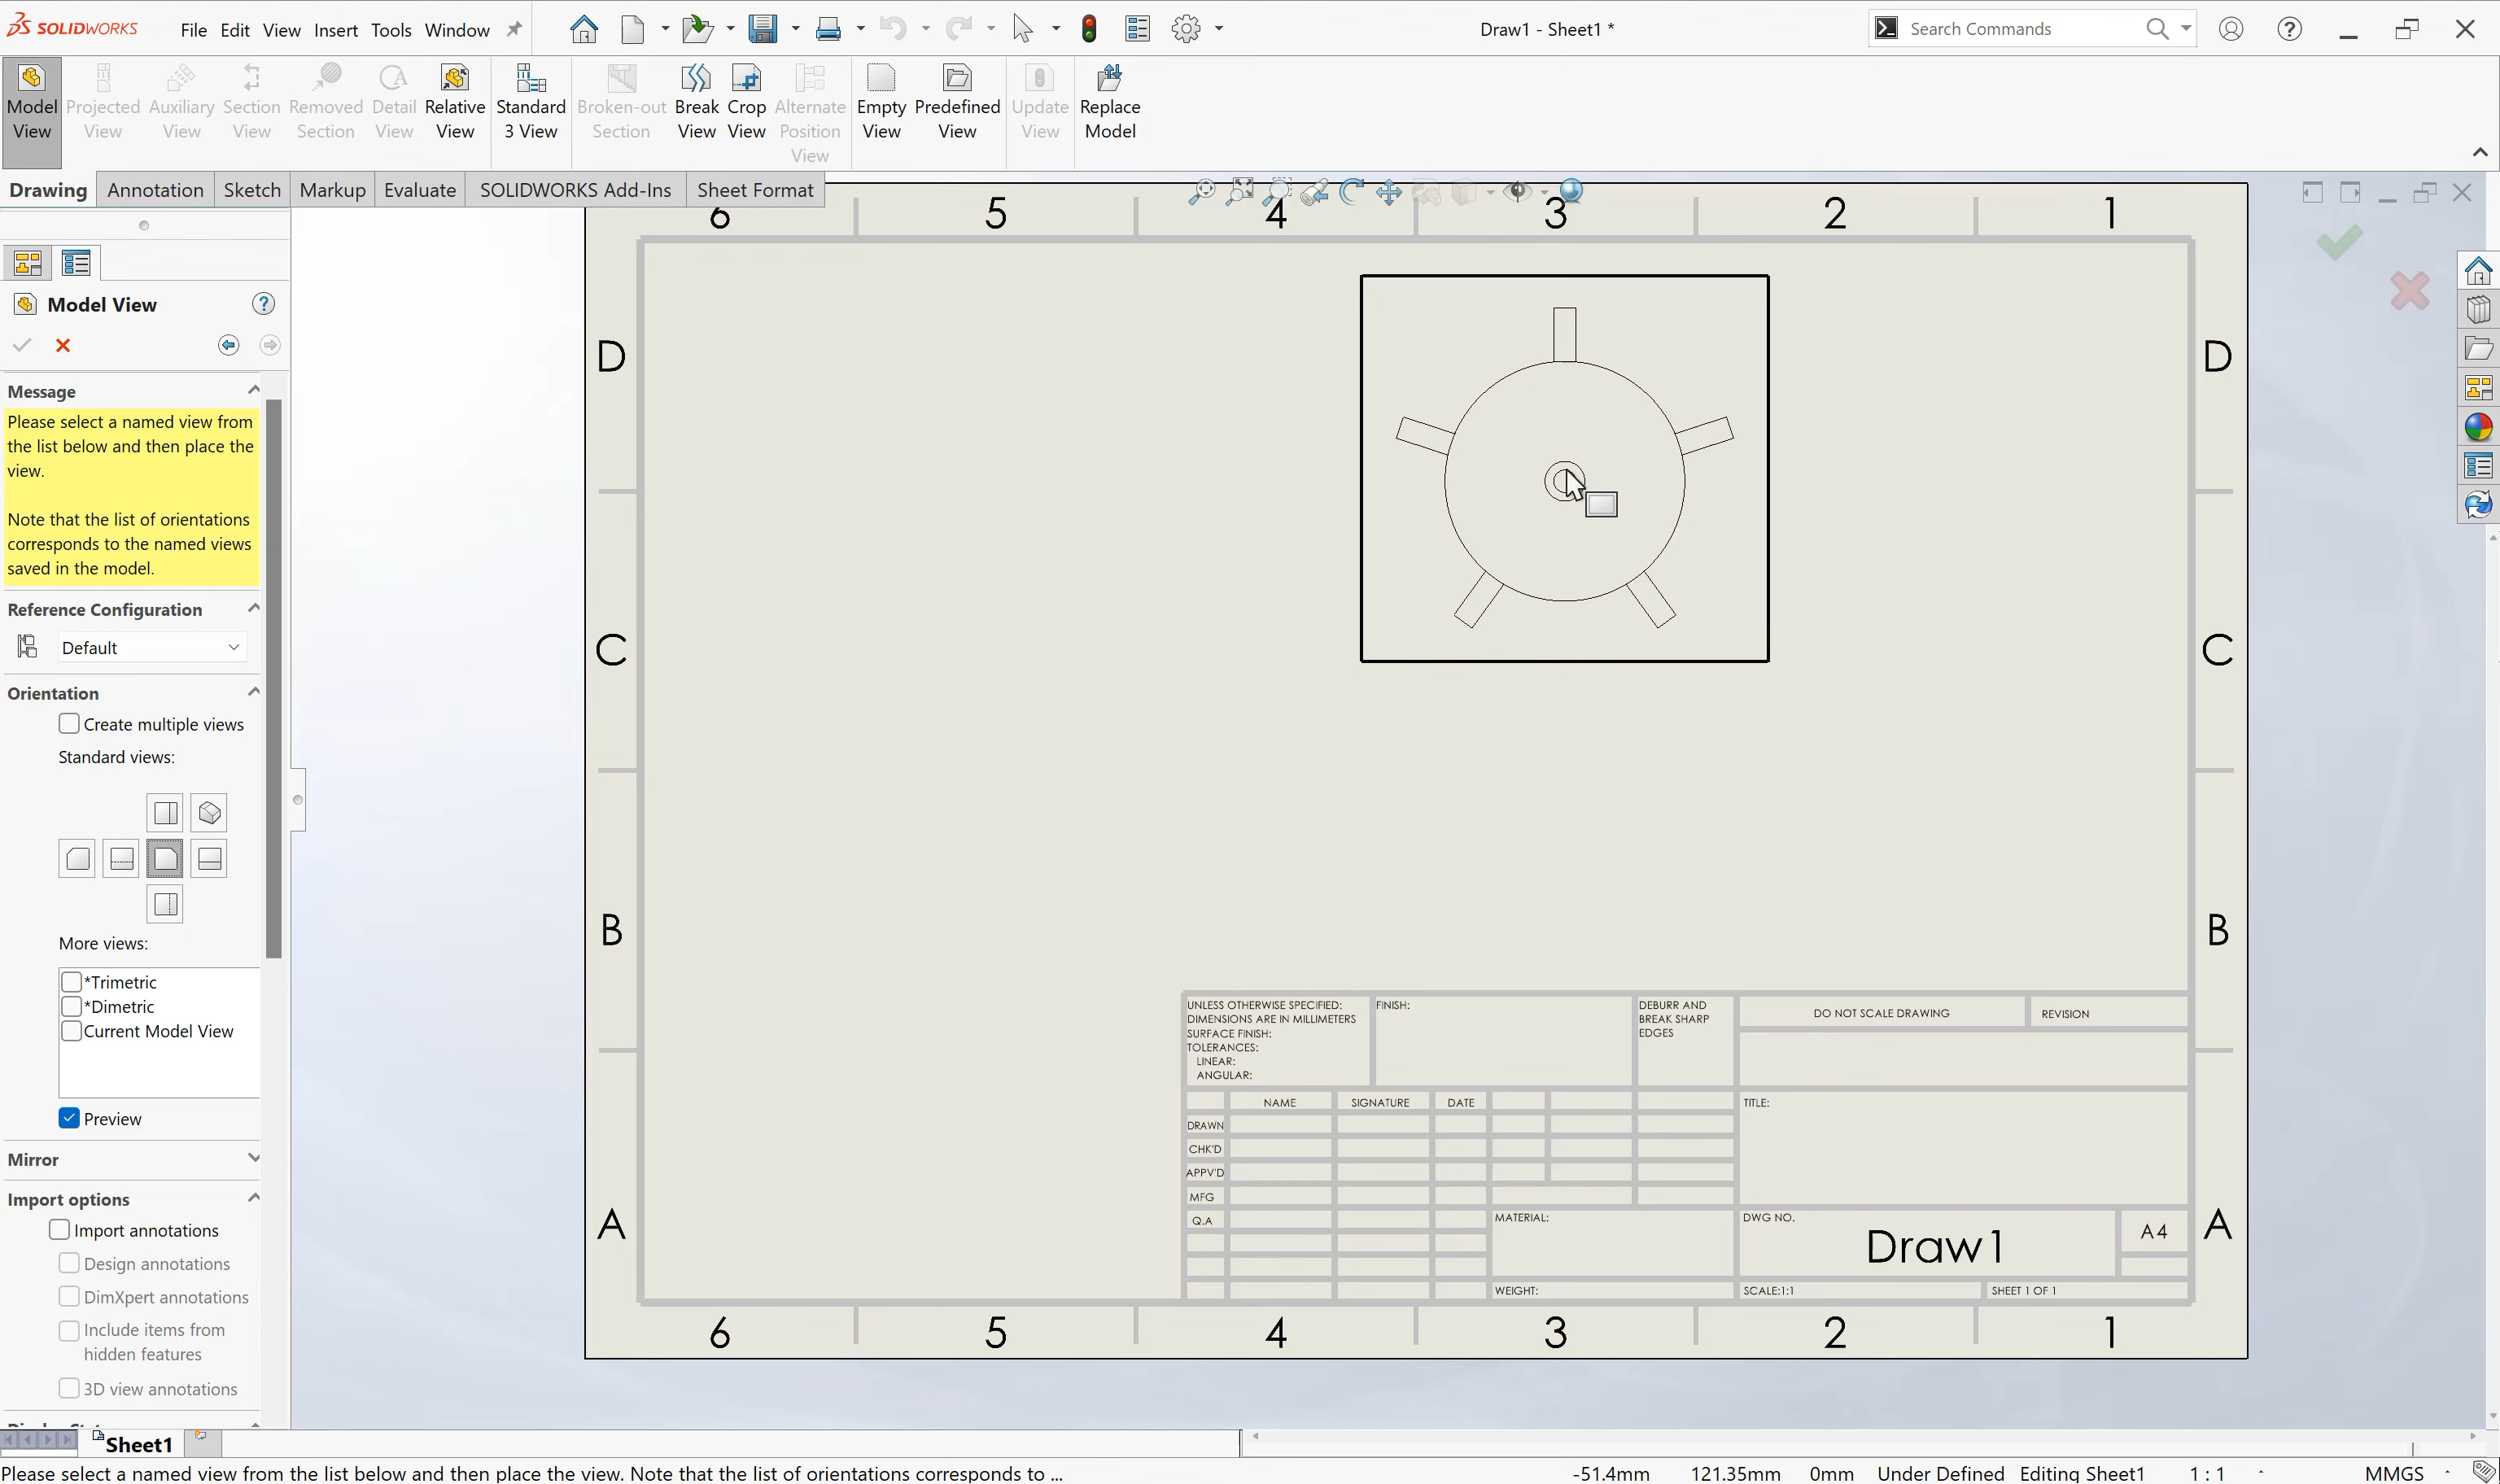 SOLIDWORKS File Edit View Insert Tools Window
Draw1 - Sheet1 *
Search Commands
Model View
Projected View
Auxiliary View
Section View
Removed Section
Detail View
Relative View
Standard 3 View
Broken-out Section
Break View
Crop View
Alternate Position View
Empty View
Predefined View
Update View
Replace Model
Drawing Annotation Sketch Markup Evaluate SOLIDWORKS Add-Ins Sheet Format
Model View
Message
Please select a named view from
the list below and then place the
view.
Note that the list of orientations
corresponds to the named views
saved in the model.
Reference Configuration
Default
Orientation
Create multiple views
Standard views:
More views:
*Trimetric
*Dimetric
Current Model View
Preview
Mirror
Import options
Import annotations
Design annotations
DimXpert annotations
Include items from
hidden features
3D view annotations
6 5 4 3 2 1
D D
C C
B B
A A
UNLESS OTHERWISE SPECIFIED:
DIMENSIONS ARE IN MILLIMETERS
SURFACE FINISH:
TOLERANCES:
LINEAR:
ANGULAR:
FINISH:
DEBURR AND
BREAK SHARP
EDGES
DO NOT SCALE DRAWING
REVISION
NAME SIGNATURE DATE
TITLE:
DRAWN
CHK'D
APPV'D
MFG
Q.A
MATERIAL:
DWG NO.
Draw1
A4
WEIGHT:
SCALE:1:1
SHEET 1 OF 1
6 5 4 3 2 1
Sheet1
Please select a named view from the list below and then place the view. Note that the list of orientations corresponds to ...
-51.4mm 121.35mm 0mm Under Defined Editing Sheet1 1 : 1 MMGS